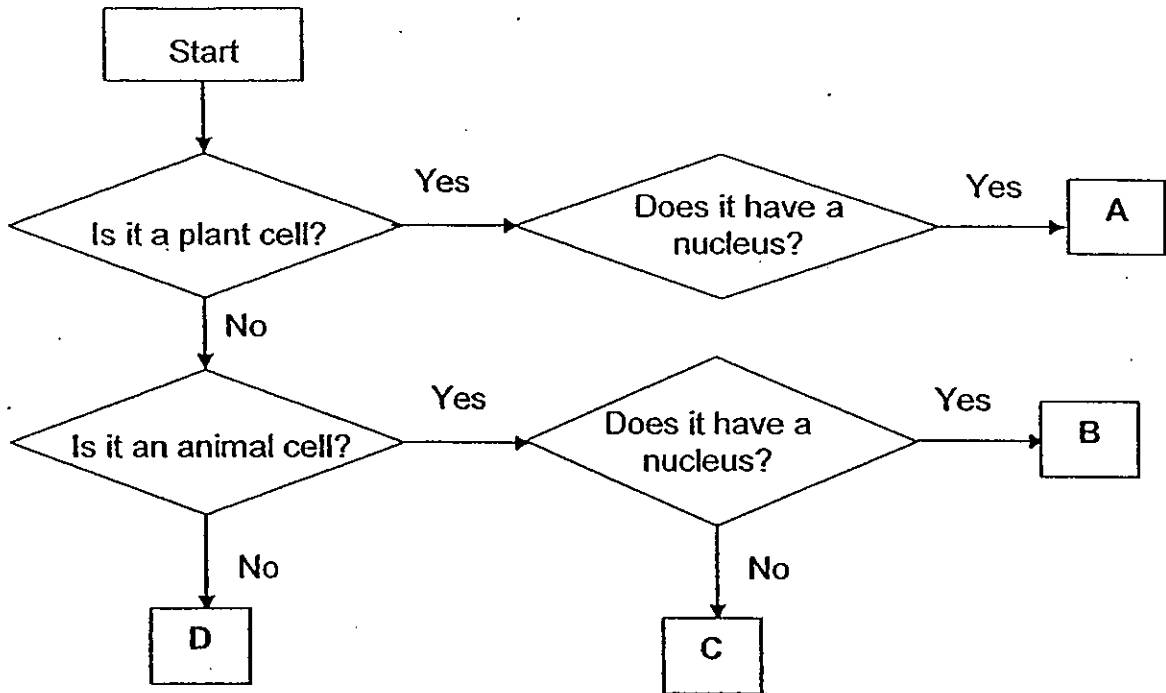 Start
Is it a plant cell?
Yes
Does it have a
nucleus?
Yes
A
No
Is it an animal cell?
Yes
Does it have a
nucleus?
Yes
B
No
D
No
C